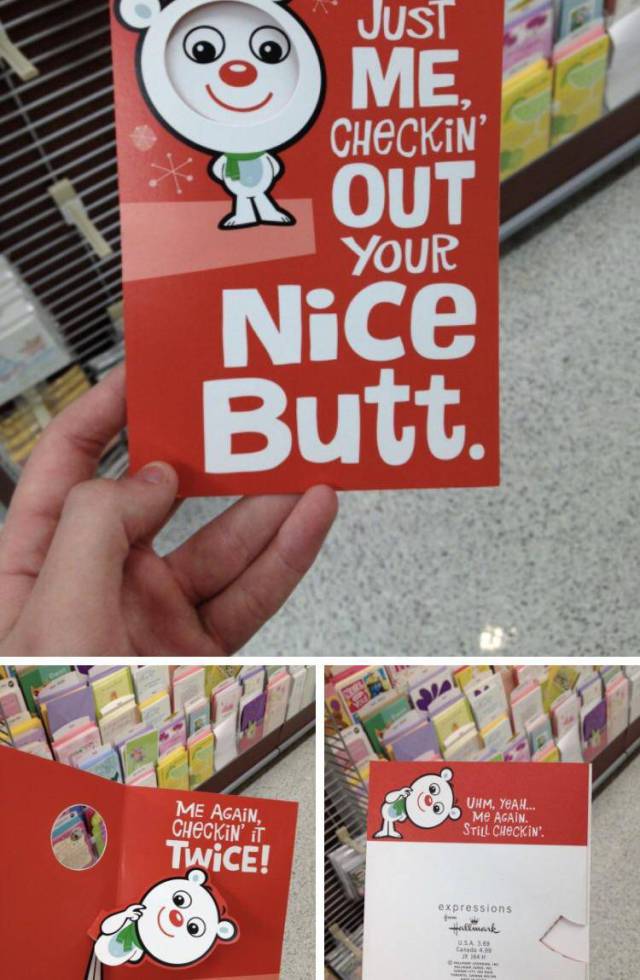 JUST
ME,
CHECKIN'
OUT
YOUR
NiCE
Butt.
ME AGAIN,
CHECKIN' iT
TWiCE!
UHM, YEAH...
ME AGAIN.
STILL CHECKIN'.
expressions
from
Hallmark
U.S.A. 3.69
Canada 4.99